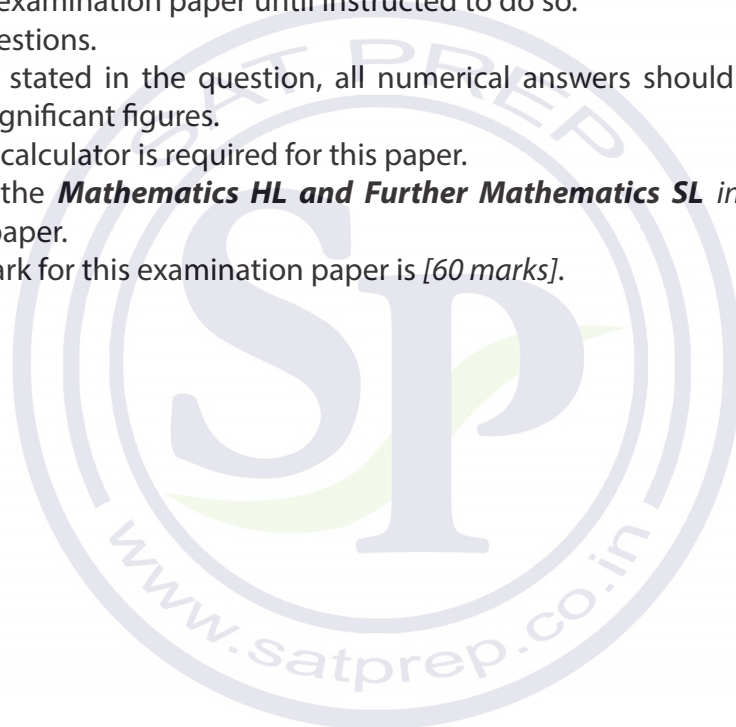 examination paper until instructed to do so.
estions.
stated in the question, all numerical answers should
gnificant figures.
calculator is required for this paper.
the Mathematics HL and Further Mathematics SL in
paper.
ark for this examination paper is [60 marks].
SAT PREP
SP
www.satprep.co.in